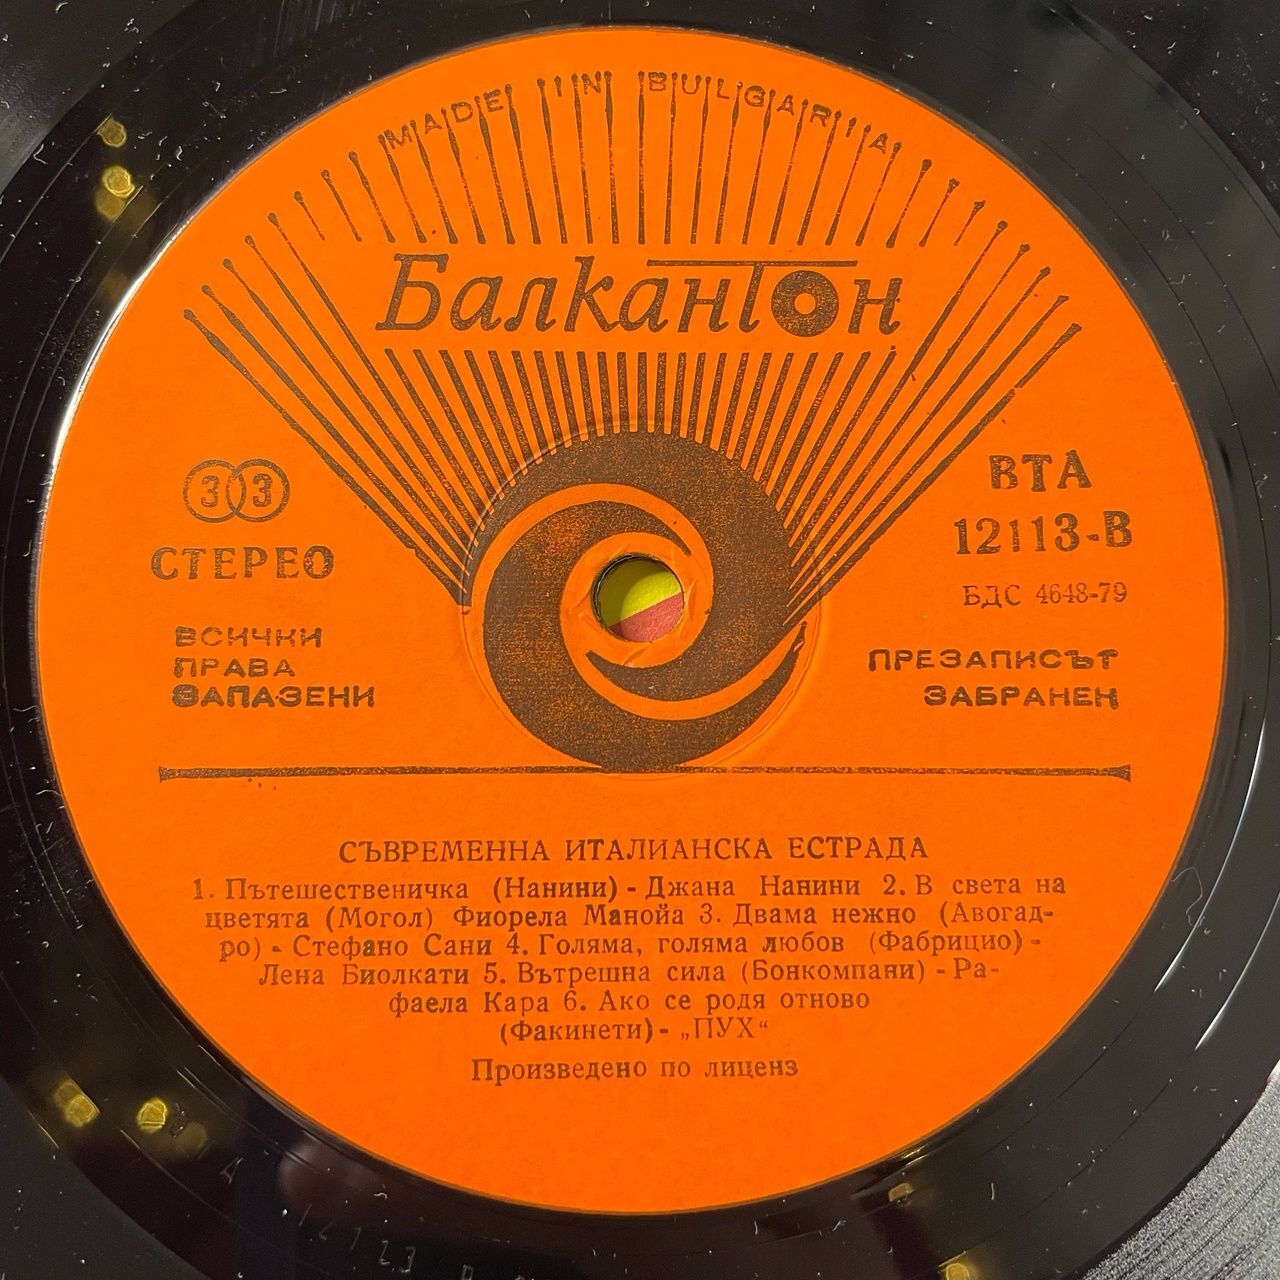 MADE IN BULGARIA
Балкантон
33
СТЕРЕО
ВСИЧКИ
ПРАВА
ЗАПАЗЕНИ
ВТА
12113-В
БДС 4648-79
ПРЕЗАПИСЪТ
ЗАБРАНЕН
СЪВРЕМЕННА ИТАЛИАНСКА ЕСТРАДА
1. Пътешественичка (Нанини) - Джана Нанини 2. В света на
цветята (Могол) Фиорела Манойа 3. Двама нежно (Авогад-
ро) - Стефано Сани 4. Голяма, голяма любов (Фабрицио) -
Лена Биолкати 5. Вътрешна сила (Бонкомпани) - Ра-
фаела Кара 6. Ако се родя отново
(Факинети) - „ПУХ“
Произведено по лиценз